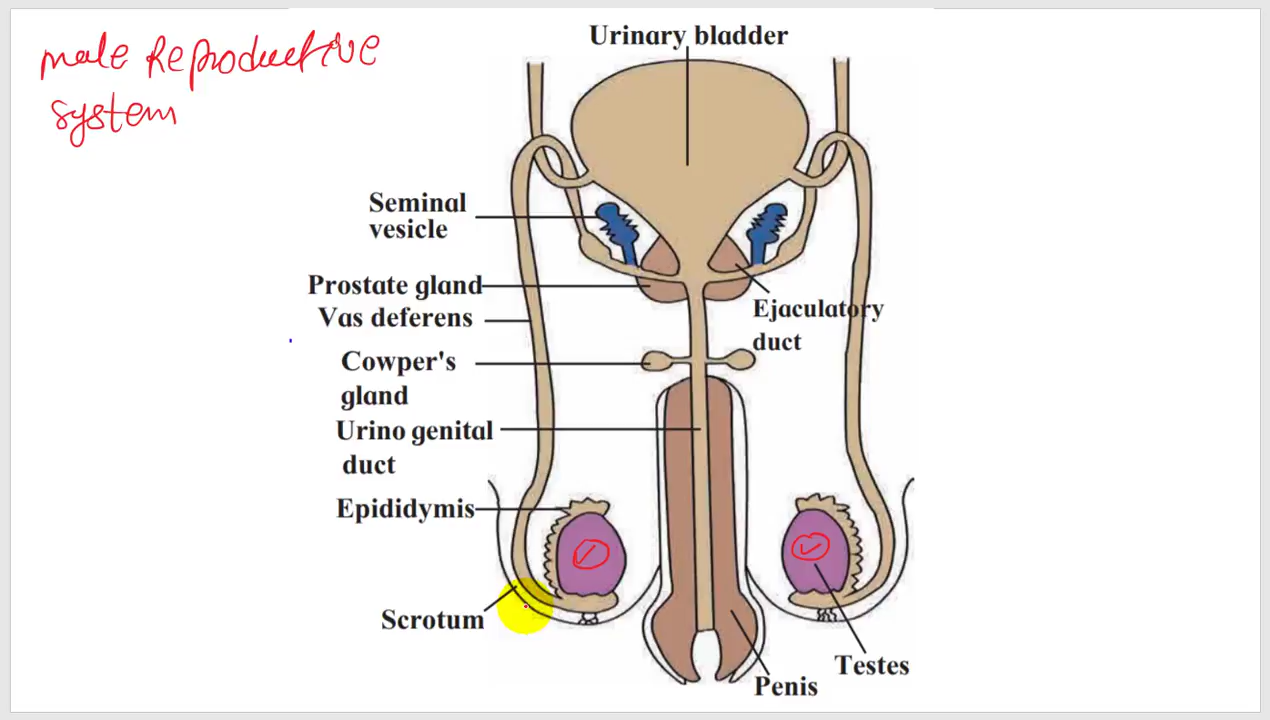 male Reproductive
system
Urinary bladder
Seminal
vesicle
Prostate gland
Vas deferens
Ejaculatory
duct
Cowper's
gland
Urino genital
duct
Epididymis
Scrotum
Testes
Penis